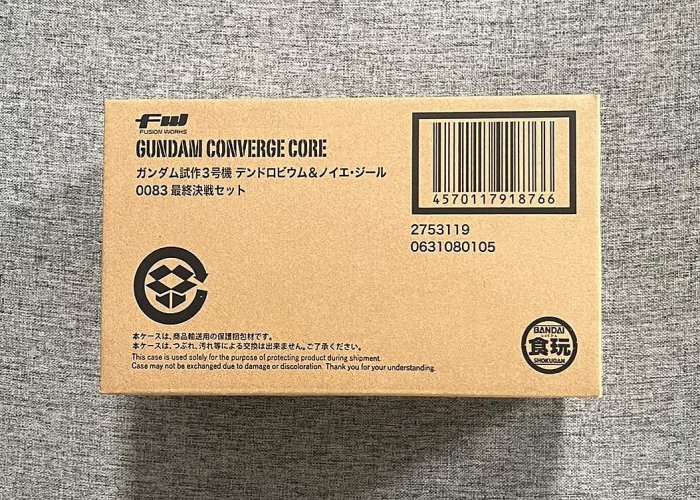 FW
FUSION WORKS
GUNDAM CONVERGE CORE
ガンダム試作3号機 デンドロビウム&ノイエ・ジール
0083 最終決戦セット
4570117918766
2753119
0631080105
本ケースは、商品輸送用の保護梱包材です。
本ケースは、つぶれ、汚れ等による交換は出来ません。ご了承ください。
This case is used solely for the purpose of protecting product during shipment.
Case may not be exchanged due to damage or discoloration. Thank you for your understanding.
BANDAI
食玩
SHOKUGAN